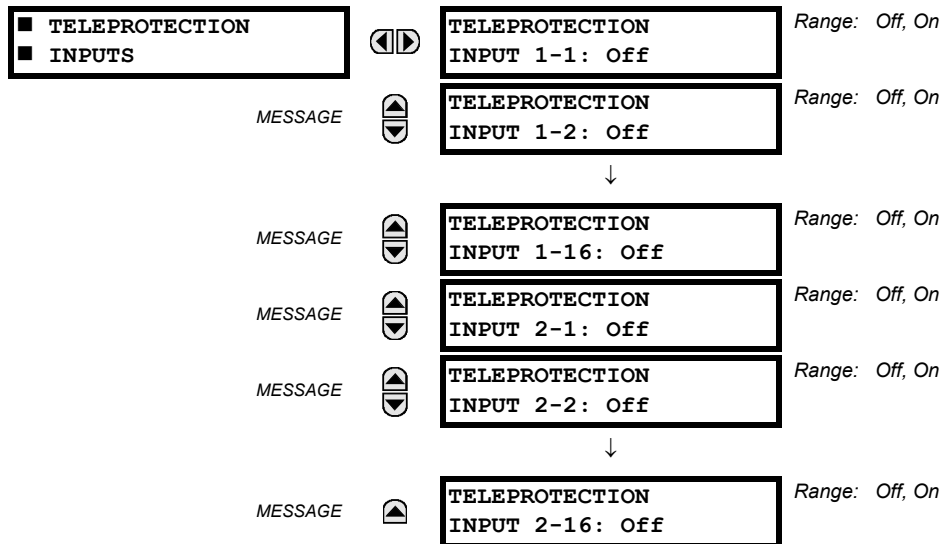 ■ TELEPROTECTION
■ INPUTS
TELEPROTECTION
INPUT 1-1: Off
Range: Off, On
MESSAGE
TELEPROTECTION
INPUT 1-2: Off
Range: Off, On
↓
MESSAGE
TELEPROTECTION
INPUT 1-16: Off
Range: Off, On
MESSAGE
TELEPROTECTION
INPUT 2-1: Off
Range: Off, On
MESSAGE
TELEPROTECTION
INPUT 2-2: Off
Range: Off, On
↓
MESSAGE
TELEPROTECTION
INPUT 2-16: Off
Range: Off, On